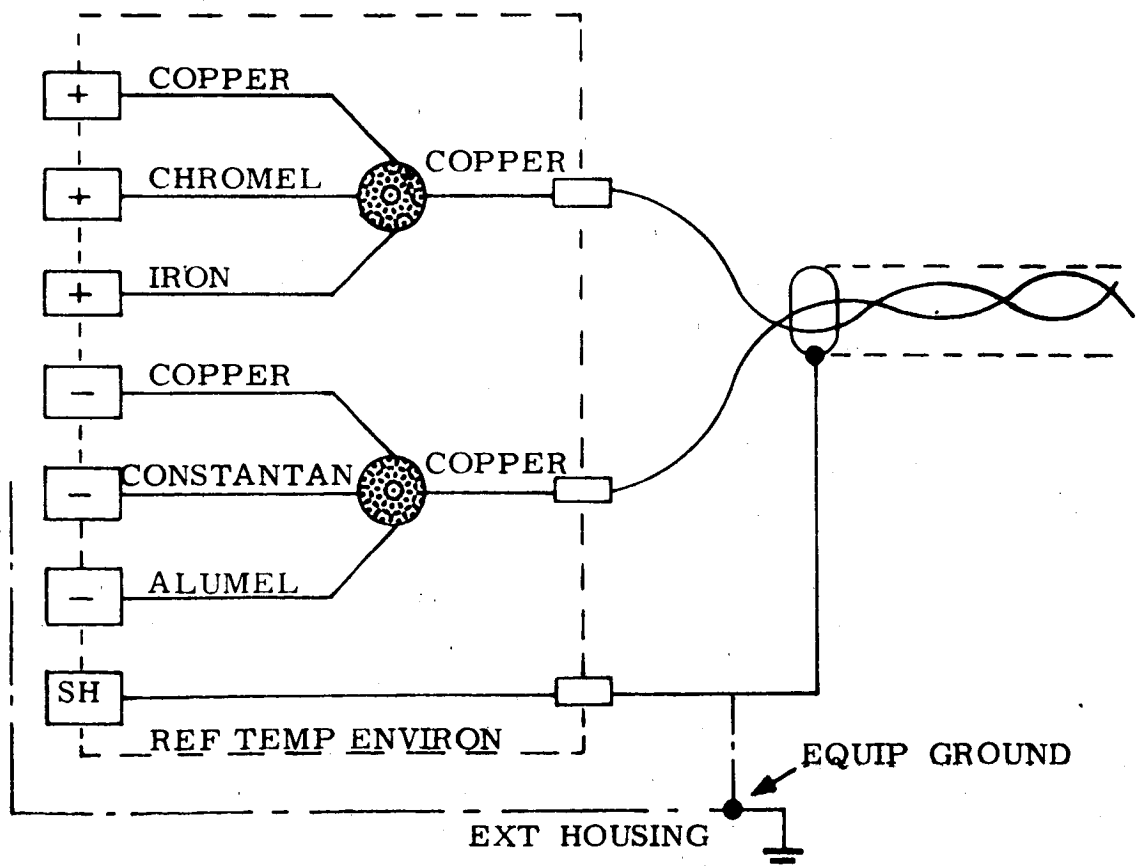 + COPPER
COPPER
+ CHROMEL
+ IRON
− COPPER
COPPER
− CONSTANTAN
− ALUMEL
SH
REF TEMP ENVIRON
EQUIP GROUND
EXT HOUSING